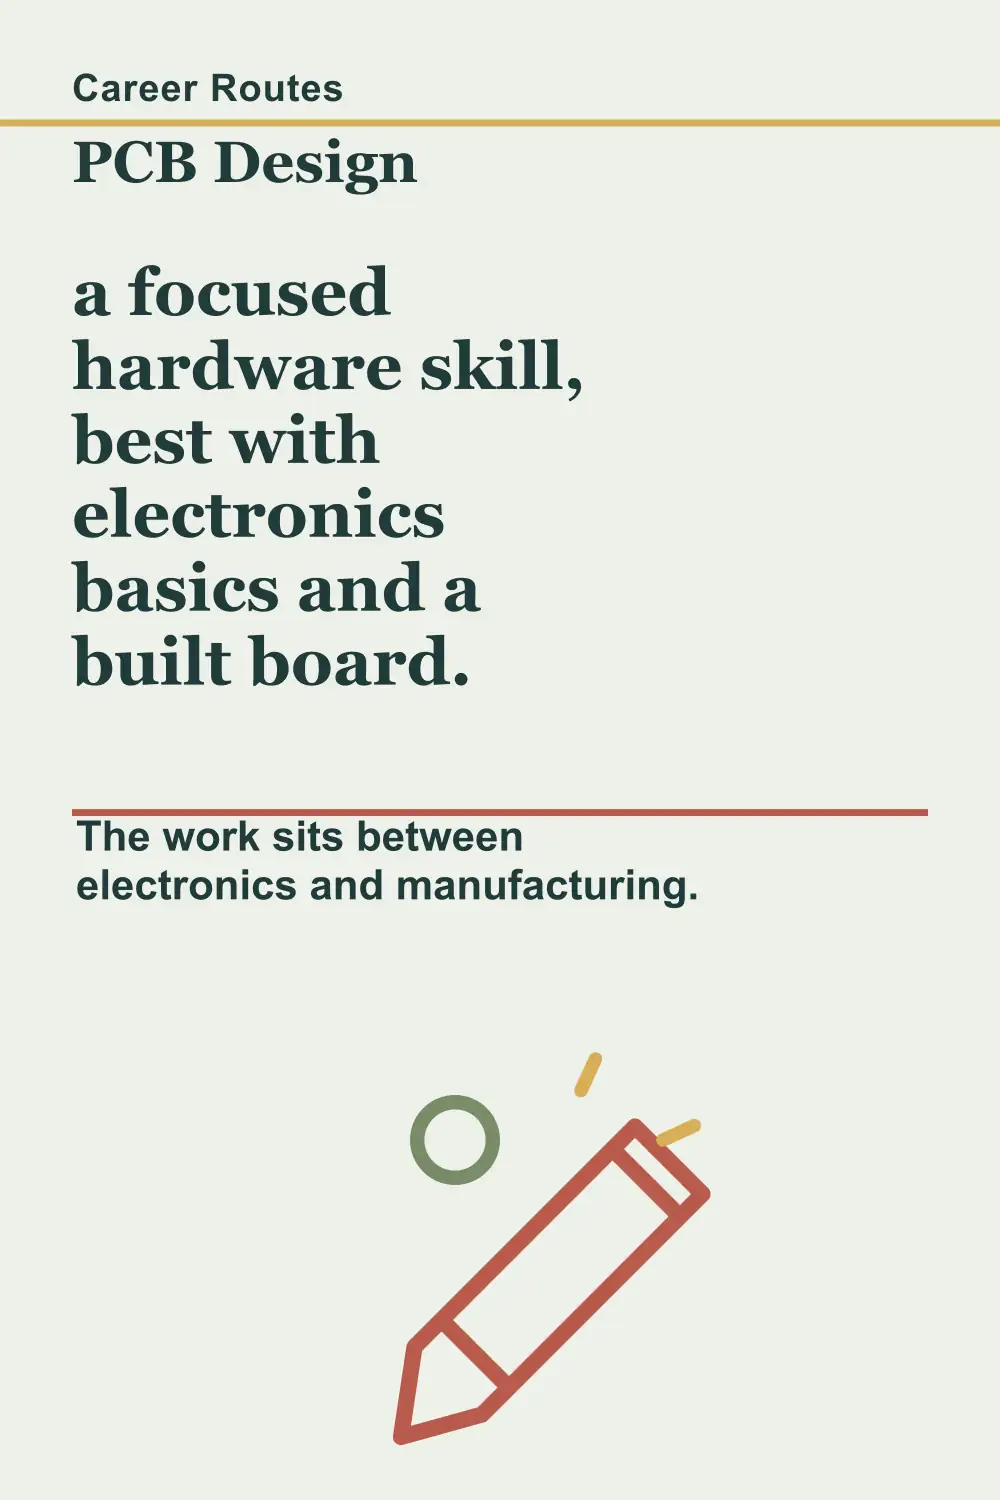 Career Routes
PCB Design
a focused
hardware skill,
best with
electronics
basics and a
built board.
The work sits between
electronics and manufacturing.